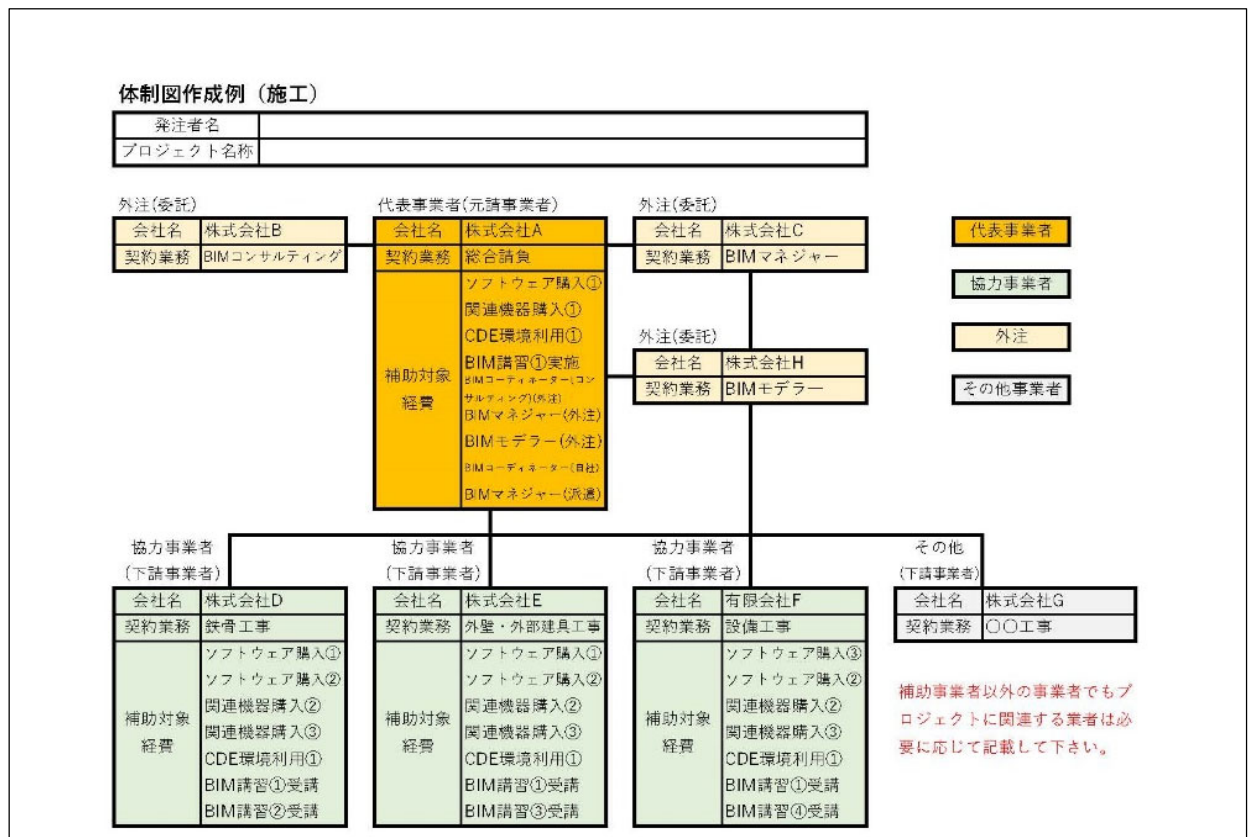 体制図作成例（施工）
発注者名
プロジェクト名称
外注(委託)
会社名 株式会社B
契約業務 BIMコンサルティング
代表事業者(元請事業者)
会社名 株式会社A
契約業務 総合請負
補助対象
経費
ソフトウェア購入①
関連機器購入①
CDE環境利用①
BIM講習①実施
BIMコーディネーター(コン
サルティング)(外注)
BIMマネジャー(外注)
BIMモデラー(外注)
BIMコーディネーター(自社)
BIMマネジャー(派遣)
外注(委託)
会社名 株式会社C
契約業務 BIMマネジャー
外注(委託)
会社名 株式会社H
契約業務 BIMモデラー
代表事業者
協力事業者
外注
その他事業者
協力事業者
(下請事業者)
会社名 株式会社D
契約業務 鉄骨工事
補助対象
経費
ソフトウェア購入①
ソフトウェア購入②
関連機器購入②
関連機器購入③
CDE環境利用①
BIM講習①受講
BIM講習②受講
協力事業者
(下請事業者)
会社名 株式会社E
契約業務 外壁・外部建具工事
補助対象
経費
ソフトウェア購入①
ソフトウェア購入②
関連機器購入②
関連機器購入③
CDE環境利用①
BIM講習①受講
BIM講習③受講
協力事業者
(下請事業者)
会社名 有限会社F
契約業務 設備工事
補助対象
経費
ソフトウェア購入③
ソフトウェア購入②
関連機器購入②
関連機器購入③
CDE環境利用①
BIM講習①受講
BIM講習④受講
その他
(下請事業者)
会社名 株式会社G
契約業務 〇〇工事
補助事業者以外の事業者でもプ
ロジェクトに関連する業者は必
要に応じて記載して下さい。